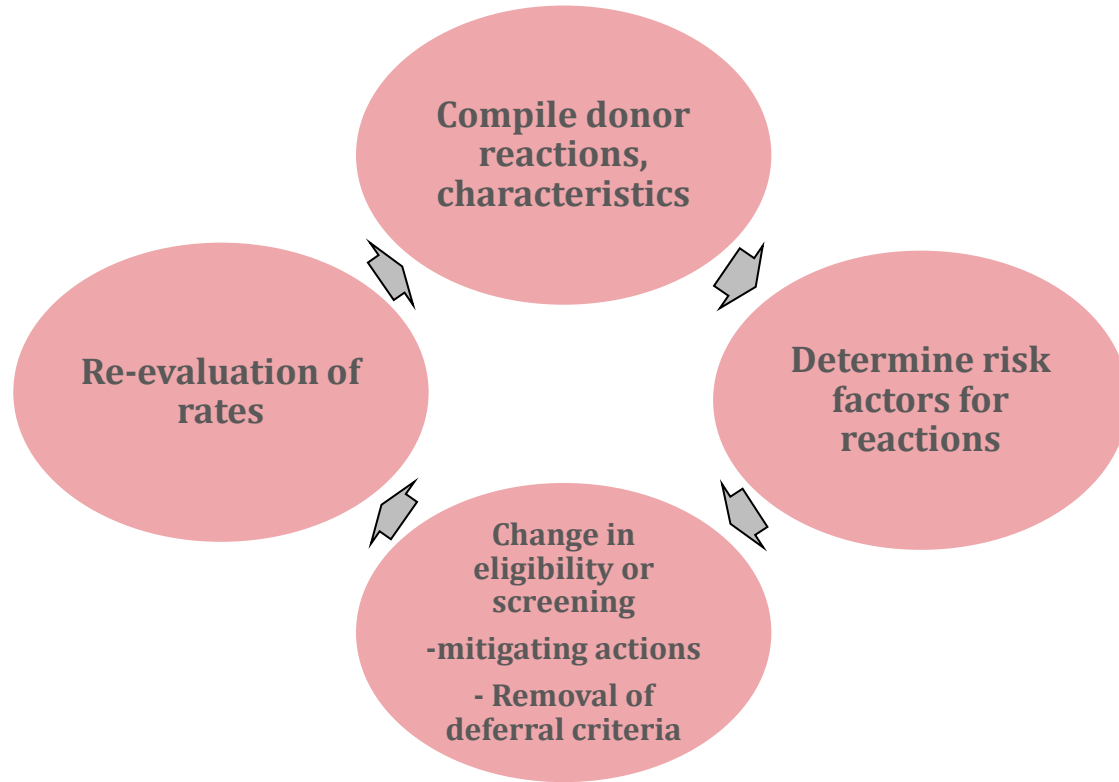 Compile donor
reactions,
characteristics
Re-evaluation of
rates
Determine risk
factors for
reactions
Change in
eligibility or
screening
-mitigating actions
- Removal of
deferral criteria